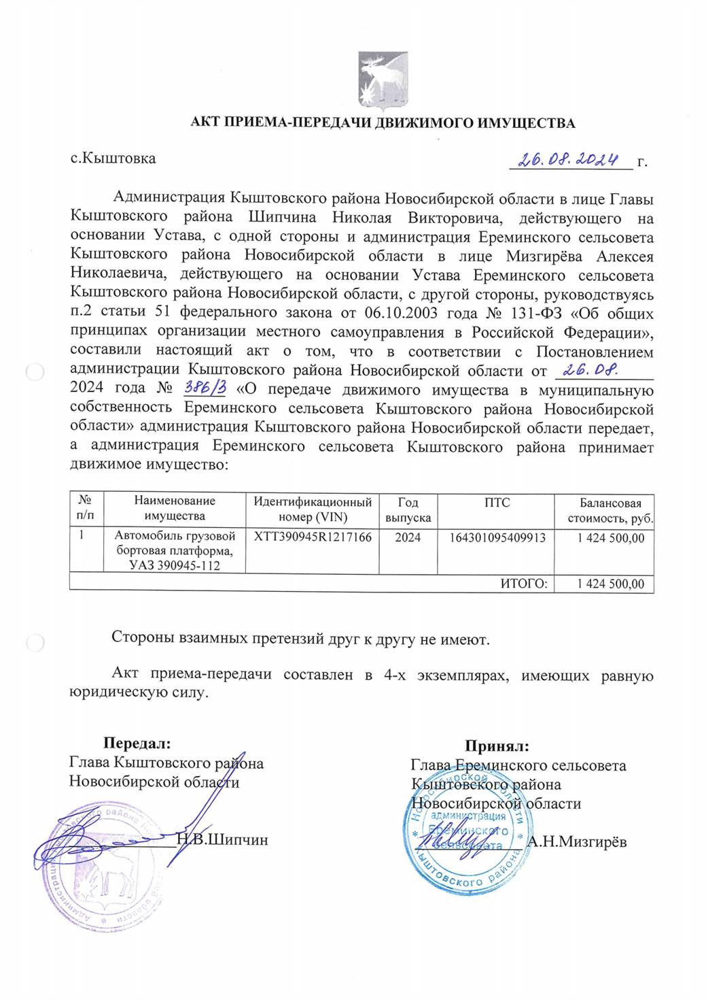 АКТ ПРИЕМА-ПЕРЕДАЧИ ДВИЖИМОГО ИМУЩЕСТВА
с.Кыштовка 26.08.2024 г.
Администрация Кыштовского района Новосибирской области в лице Главы
Кыштовского района Шипчина Николая Викторовича, действующего на
основании Устава, с одной стороны и администрация Ереминского сельсовета
Кыштовского района Новосибирской области в лице Мизгирёва Алексея
Николаевича, действующего на основании Устава Ереминского сельсовета
Кыштовского района Новосибирской области, с другой стороны, руководствуясь
п.2 статьи 51 федерального закона от 06.10.2003 года № 131-ФЗ «Об общих
принципах организации местного самоуправления в Российской Федерации»,
составили настоящий акт о том, что в соответствии с Постановлением
администрации Кыштовского района Новосибирской области от 26.08.
2024 года № 386/3 «О передаче движимого имущества в муниципальную
собственность Ереминского сельсовета Кыштовского района Новосибирской
области» администрация Кыштовского района Новосибирской области передает,
а администрация Ереминского сельсовета Кыштовского района принимает
движимое имущество:
№ п/п
Наименование имущества
Идентификационный номер (VIN)
Год выпуска
ПТС
Балансовая стоимость, руб.
1
Автомобиль грузовой
бортовая платформа,
УАЗ 390945-112
XTT390945R1217166
2024
164301095409913
1 424 500,00
ИТОГО: 1 424 500,00
Стороны взаимных претензий друг к другу не имеют.
Акт приема-передачи составлен в 4-х экземплярах, имеющих равную
юридическую силу.
Передал:
Глава Кыштовского района
Новосибирской области
Н.В.Шипчин
Принял:
Глава Ереминского сельсовета
Кыштовского района
Новосибирской области
А.Н.Мизгирёв
Новосибирской области * Кыштовского района *
администрация
Ереминского
сельсовета